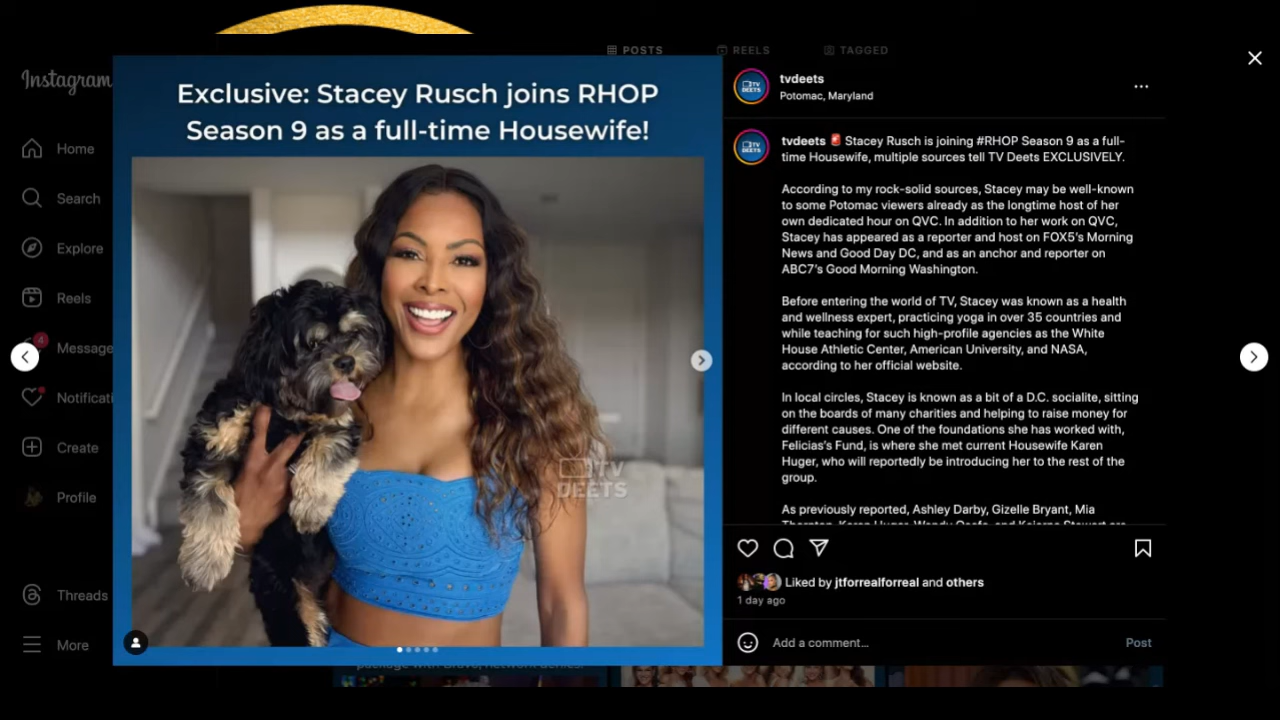 POSTS
REELS
TAGGED
Instagram
Home
Search
Explore
Reels
4
Message
Notificati
Create
Profile
Threads
More
Exclusive: Stacey Rusch joins RHOP
Season 9 as a full-time Housewife!
TV
DEETS
tvdeets
Potomac, Maryland
tvdeets 🚨 Stacey Rusch is joining #RHOP Season 9 as a full-
time Housewife, multiple sources tell TV Deets EXCLUSIVELY.
According to my rock-solid sources, Stacey may be well-known
to some Potomac viewers already as the longtime host of her
own dedicated hour on QVC. In addition to her work on QVC,
Stacey has appeared as a reporter and host on FOX5's Morning
News and Good Day DC, and as an anchor and reporter on
ABC7's Good Morning Washington.
Before entering the world of TV, Stacey was known as a health
and wellness expert, practicing yoga in over 35 countries and
while teaching for such high-profile agencies as the White
House Athletic Center, American University, and NASA,
according to her official website.
In local circles, Stacey is known as a bit of a D.C. socialite, sitting
on the boards of many charities and helping to raise money for
different causes. One of the foundations she has worked with,
Felicias's Fund, is where she met current Housewife Karen
Huger, who will reportedly be introducing her to the rest of the
group.
As previously reported, Ashley Darby, Gizelle Bryant, Mia
Liked by jtforrealforreal and others
1 day ago
Add a comment...
Post